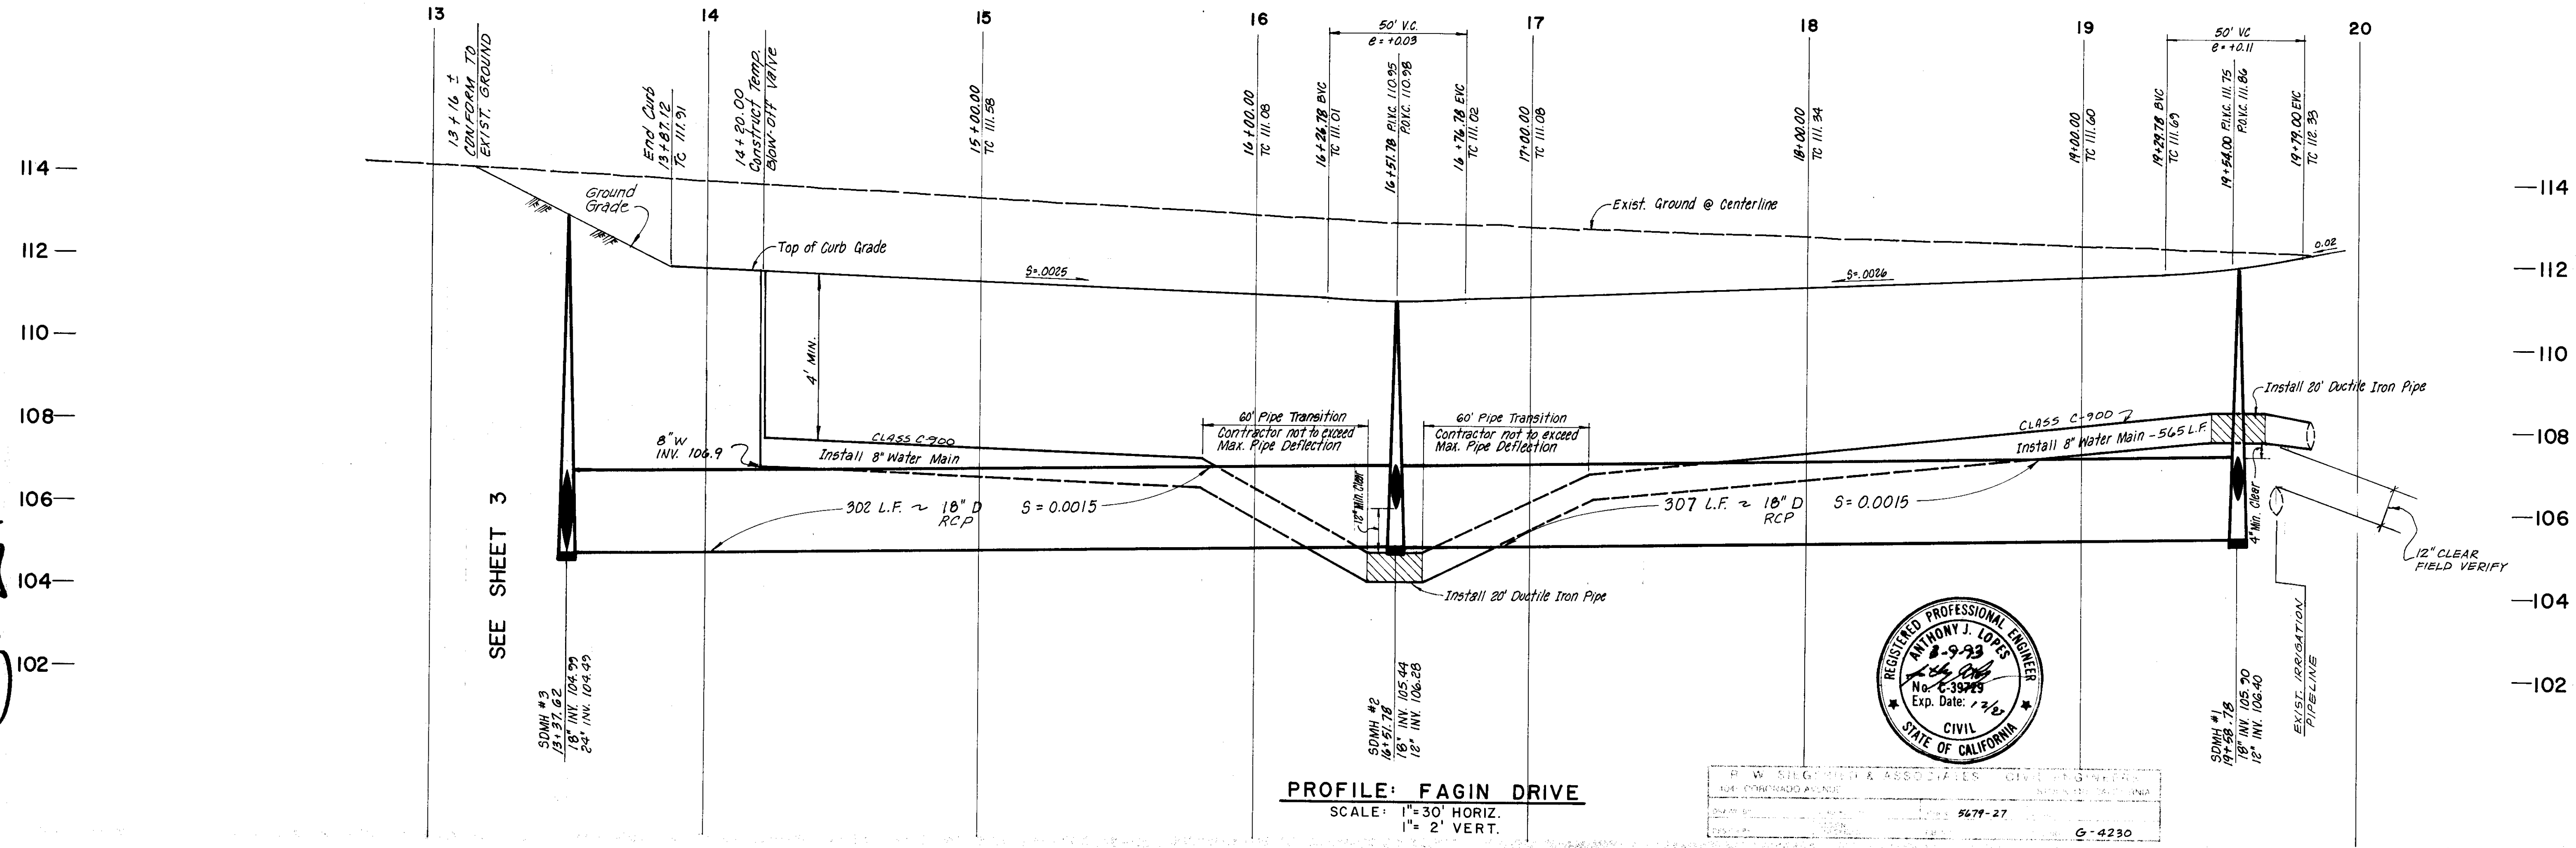 13 14 15 16 17 18 19 20
13+16 ±
CONFORM TO
EXIST. GROUND
End Curb
13+87.12
TC 111.91
14+20.00
Construct Temp.
Blow-off Valve
15+00.00
TC 111.58
16+00.00
TC 111.08
50' V.C.
e = +0.03
16+26.78 BVC
TC 111.01
16+51.78 P.I.V.C. 110.95
P.O.V.C. 110.98
16+76.78 EVC
TC 111.02
17+00.00
TC 111.08
18+00.00
TC 111.34
19+00.00
TC 111.60
50' VC
e = +0.11
19+29.78 BVC
TC 111.69
19+54.00 P.I.V.C. 111.75
P.O.V.C. 111.86
19+79.00 EVC
TC 112.33
114
112
110
108
106
104
102
114
112
110
108
106
104
102
Ground
Grade
Top of Curb Grade
S=.0025
Exist. Ground @ Centerline
S=.0026
0.02
4' MIN.
8" W
INV. 106.9
CLASS C-900
Install 8" Water Main
60' Pipe Transition
Contractor not to exceed
Max. Pipe Deflection
60' Pipe Transition
Contractor not to exceed
Max. Pipe Deflection
12" Min. Clear
CLASS C-900
Install 8" Water Main - 565 L.F.
Install 20' Ductile Iron Pipe
4" Min. Clear
SEE SHEET 3
302 L.F. ~ 18" D S = 0.0015
RCP
307 L.F. ~ 18" D S = 0.0015
RCP
Install 20' Ductile Iron Pipe
12" CLEAR
FIELD VERIFY
EXIST. IRRIGATION
PIPELINE
SDMH #3
13+37.62
18" INV. 104.99
24" INV. 104.49
SDMH #2
16+51.78
18" INV. 105.44
12" INV. 106.28
SDMH #1
19+58.78
18" INV. 105.90
12" INV. 106.40
REGISTERED PROFESSIONAL ENGINEER
ANTHONY J. LOPES
No. C-39729
Exp. Date:
CIVIL
STATE OF CALIFORNIA
PROFILE: FAGIN DRIVE
SCALE: 1"=30' HORIZ.
1"= 2' VERT.
& ASSOCIATES
5679-27
G-4230